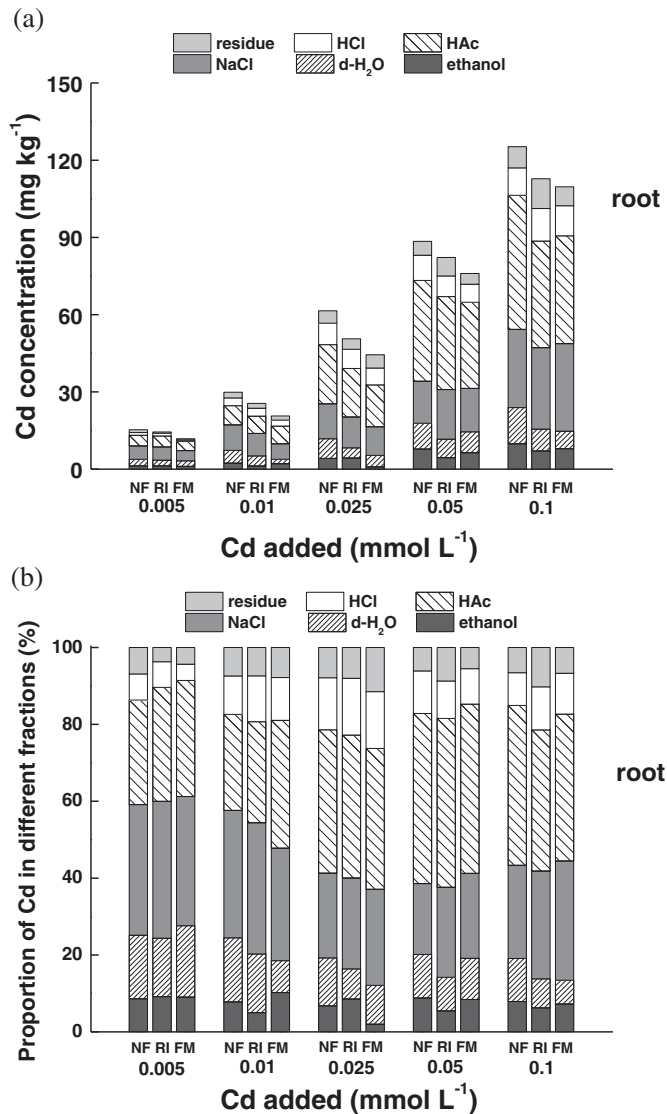 (a)
residue HCl HAc
NaCl d-H₂O ethanol
150
120
90
60
30
0
Cd concentration (mg kg⁻¹)
root
NF RI FM NF RI FM NF RI FM NF RI FM NF RI FM
0.005 0.01 0.025 0.05 0.1
Cd added (mmol L⁻¹)
(b)
residue HCl HAc
NaCl d-H₂O ethanol
100
80
60
40
20
0
Proportion of Cd in different fractions (%)
root
NF RI FM NF RI FM NF RI FM NF RI FM NF RI FM
0.005 0.01 0.025 0.05 0.1
Cd added (mmol L⁻¹)